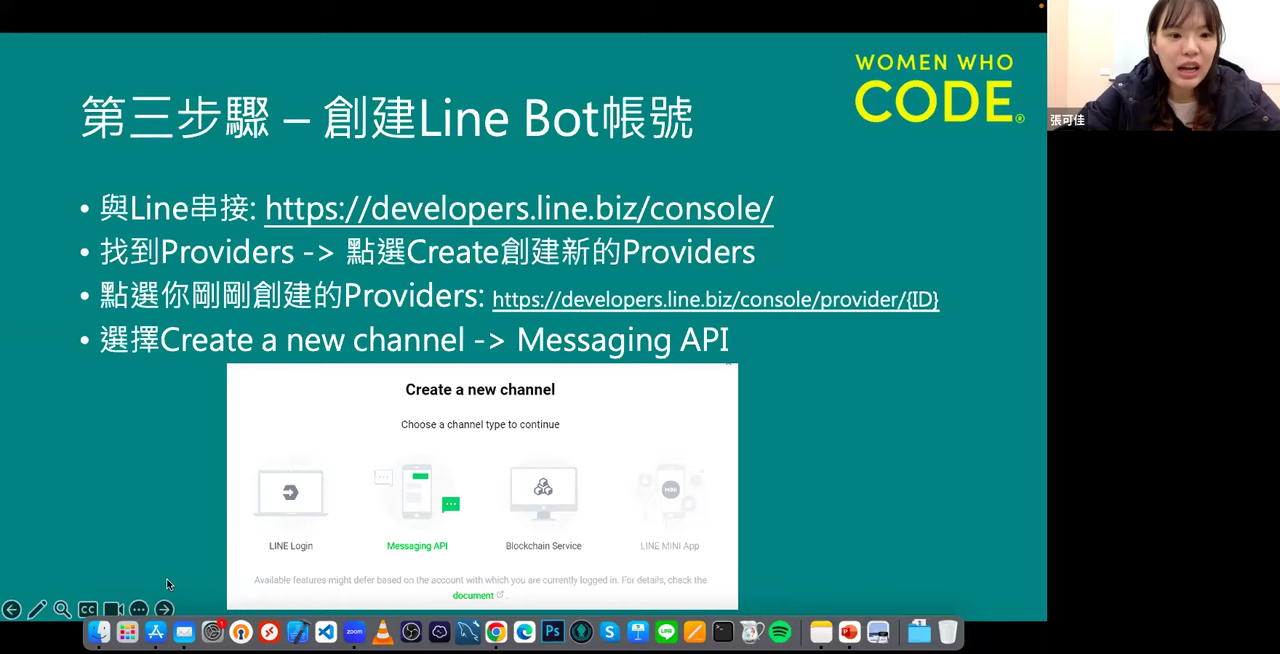 WOMEN WHO
CODE®
第三步驟 – 創建Line Bot帳號
• 與Line串接: https://developers.line.biz/console/
• 找到Providers -> 點選Create創建新的Providers
• 點選你剛剛創建的Providers: https://developers.line.biz/console/provider/{ID}
• 選擇Create a new channel -> Messaging API
Create a new channel
Choose a channel type to continue
MINI
LINE Login
Messaging API
Blockchain Service
LINE MINI App
Available features might defer based on the account with which you are currently logged in. For details, check the
document
張可佳
CC
1
zoom
Ps
LINE